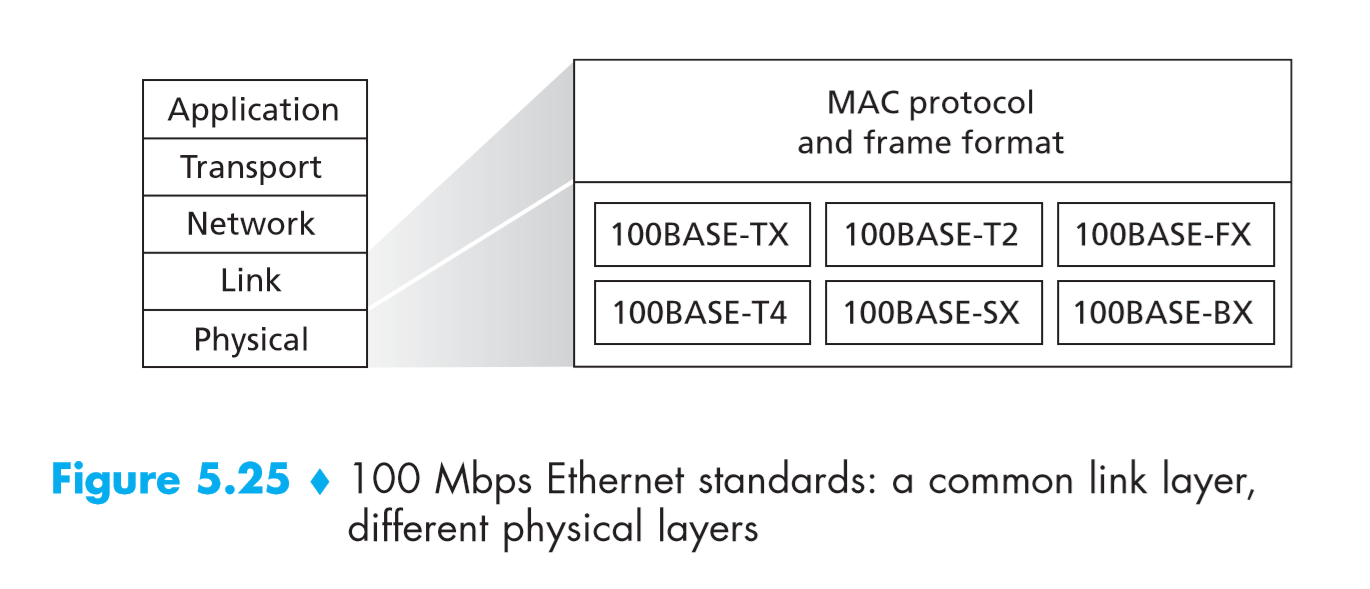 Application
Transport
Network
Link
Physical
MAC protocol
and frame format
100BASE-TX
100BASE-T2
100BASE-FX
100BASE-T4
100BASE-SX
100BASE-BX
Figure 5.25 ♦ 100 Mbps Ethernet standards: a common link layer,
different physical layers